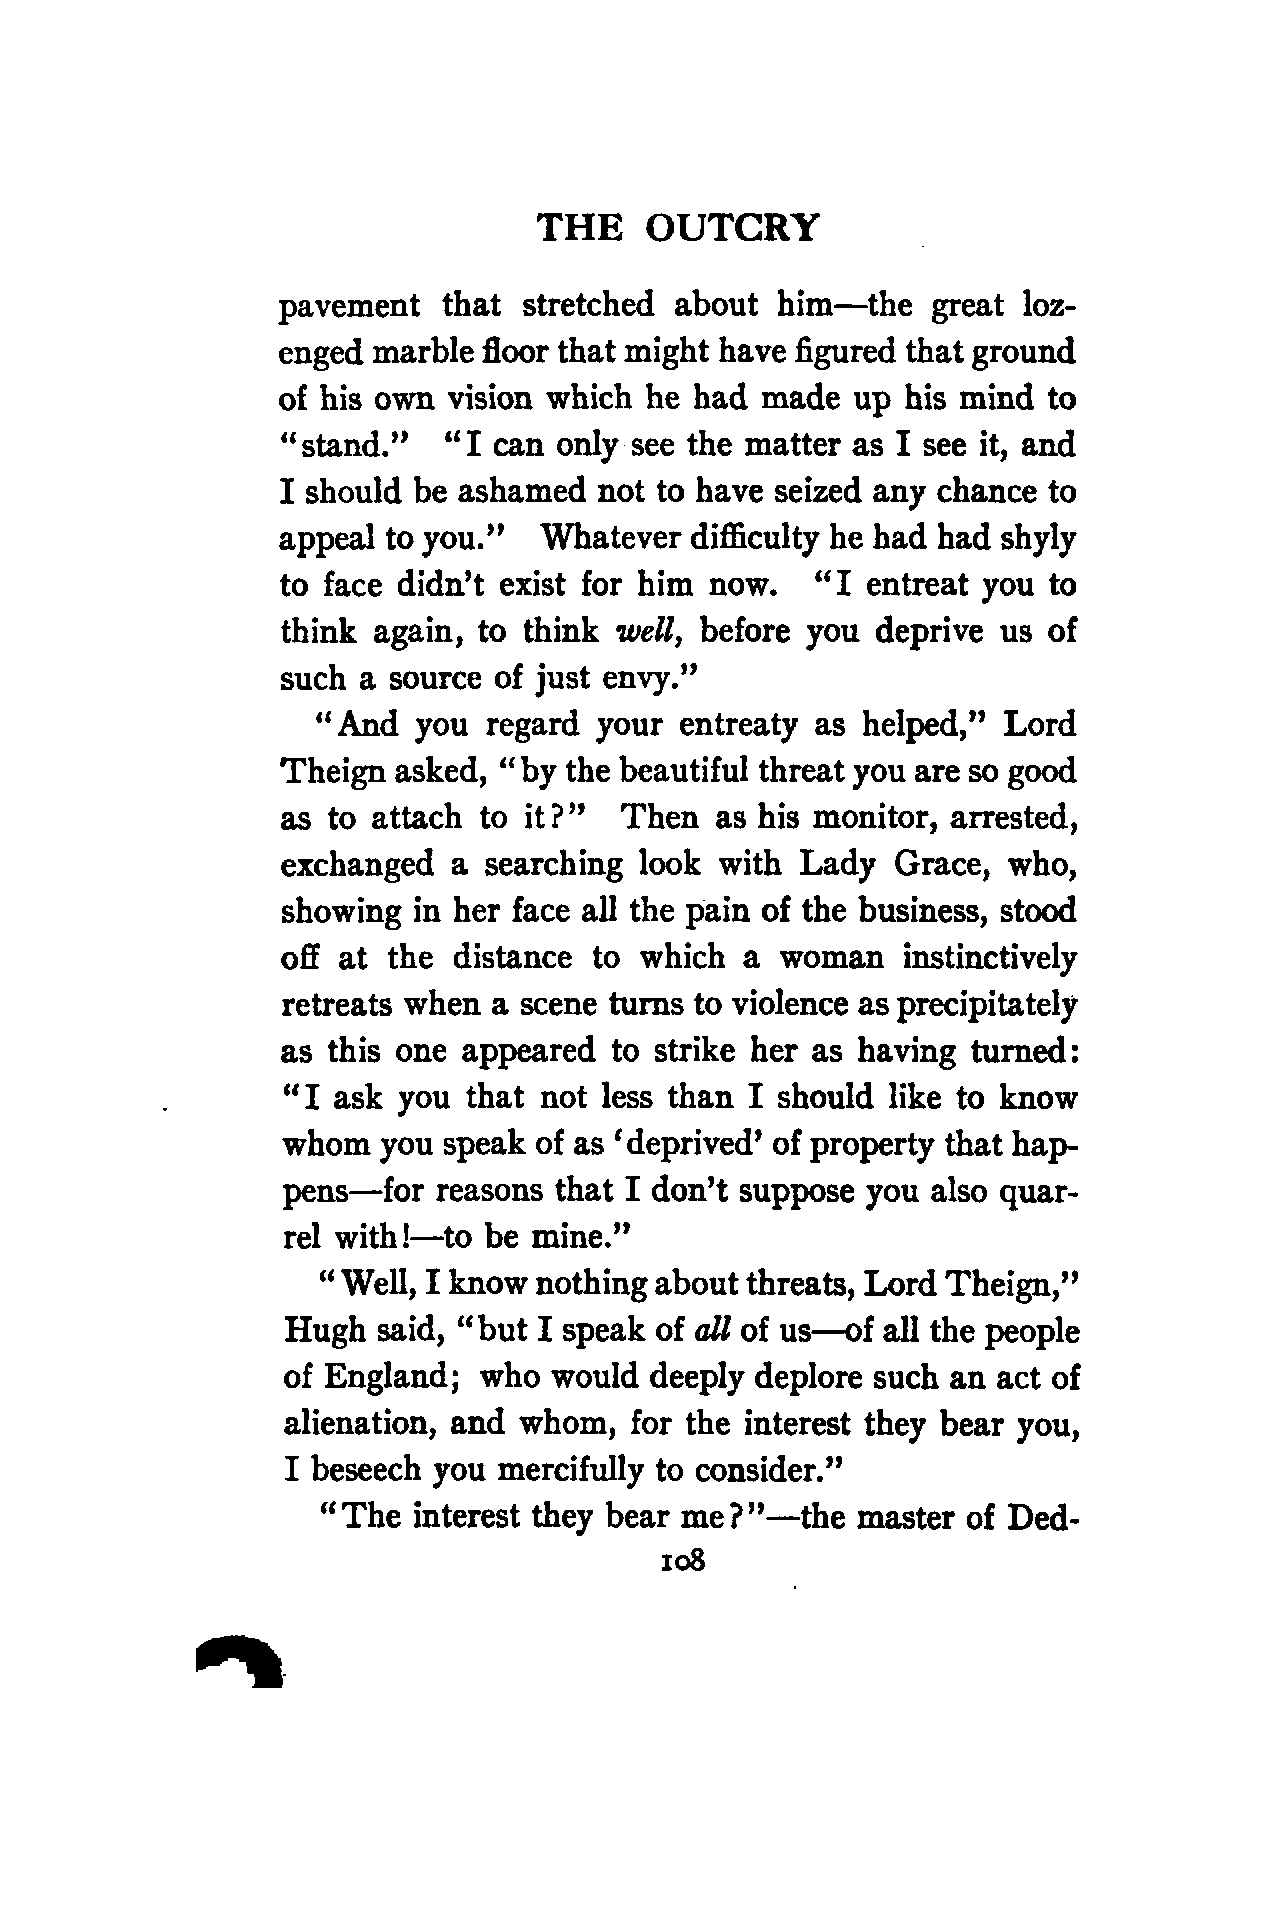 THE OUTCRY
pavement that stretched about him—the great loz-
enged marble floor that might have figured that ground
of his own vision which he had made up his mind to
“stand.” “I can only see the matter as I see it, and
I should be ashamed not to have seized any chance to
appeal to you.” Whatever difficulty he had had shyly
to face didn’t exist for him now. “I entreat you to
think again, to think well, before you deprive us of
such a source of just envy.”
“And you regard your entreaty as helped,” Lord
Theign asked, “by the beautiful threat you are so good
as to attach to it?” Then as his monitor, arrested,
exchanged a searching look with Lady Grace, who,
showing in her face all the pain of the business, stood
off at the distance to which a woman instinctively
retreats when a scene turns to violence as precipitately
as this one appeared to strike her as having turned:
“I ask you that not less than I should like to know
whom you speak of as ‘deprived’ of property that hap-
pens—for reasons that I don’t suppose you also quar-
rel with!—to be mine.”
“Well, I know nothing about threats, Lord Theign,”
Hugh said, “but I speak of all of us—of all the people
of England; who would deeply deplore such an act of
alienation, and whom, for the interest they bear you,
I beseech you mercifully to consider.”
“The interest they bear me?”—the master of Ded-
108